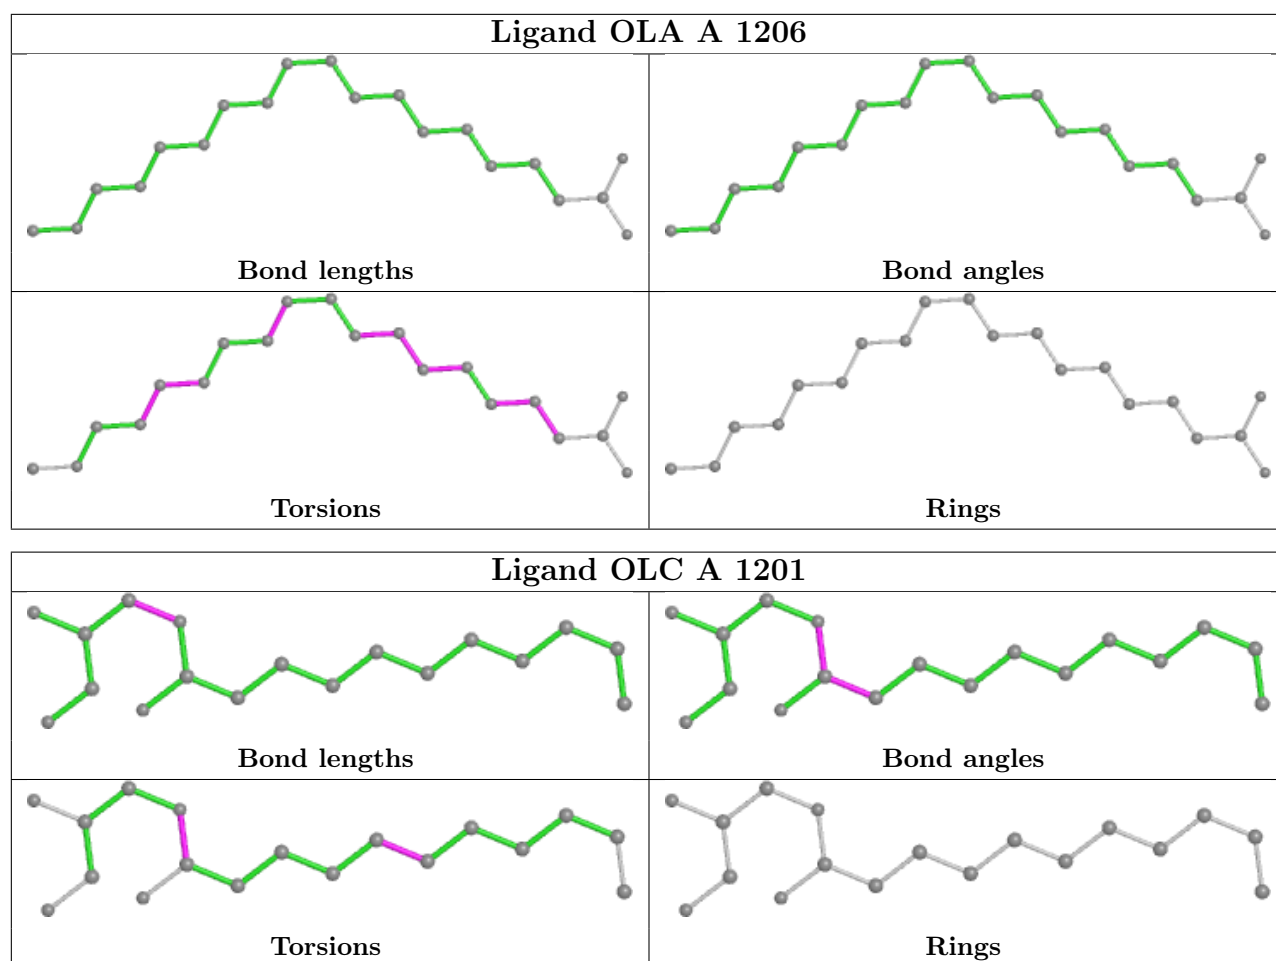 Ligand OLA A 1206
Bond lengths
Bond angles
Torsions
Rings
Ligand OLC A 1201
Bond lengths
Bond angles
Torsions
Rings